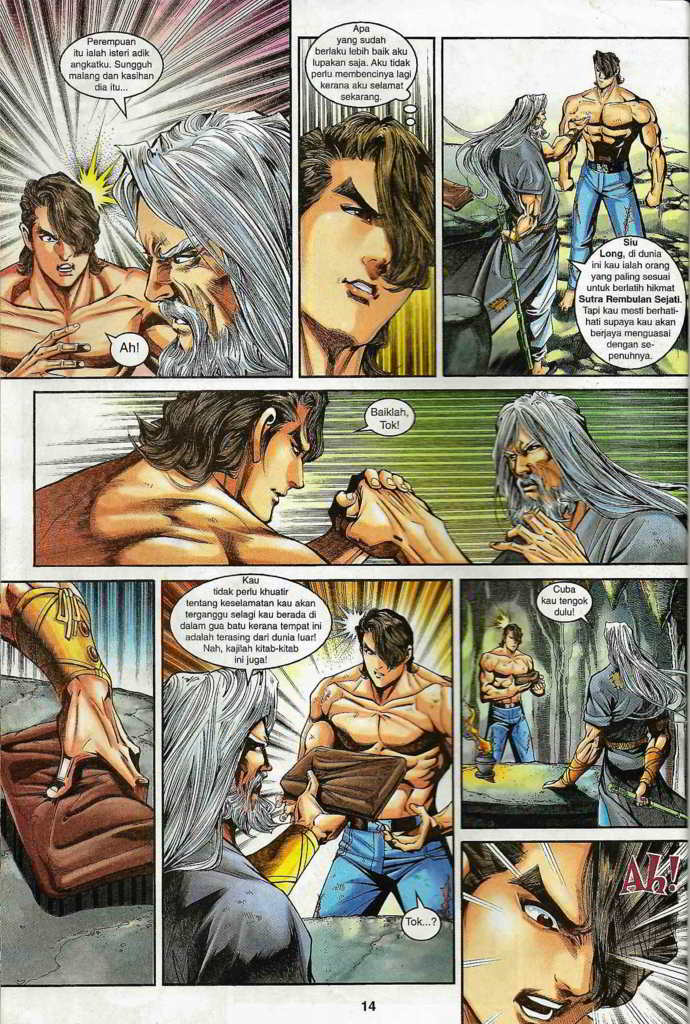 Perempuan
itu ialah isteri adik
angkatku. Sungguh
malang dan kasihan
dia itu...
Ah!
Apa
yang sudah
berlaku lebih baik aku
lupakan saja. Aku tidak
perlu membencinya lagi
kerana aku selamat
sekarang.
Siu
Long, di dunia
ini kau ialah orang
yang paling sesuai
untuk berlatih hikmat
Sutra Rembulan Sejati.
Tapi kau mesti berhati-
hati supaya kau akan
berjaya menguasai
dengan se-
penuhnya.
Baiklah,
Tok!
Kau
tidak perlu khuatir
tentang keselamatan kau akan
terganggu selagi kau berada di
dalam gua batu kerana tempat ini
adalah terasing dari dunia luar!
Nah, kajilah kitab-kitab
ini juga!
Tok...?
Cuba
kau tengok
dulu!
Ah!
14